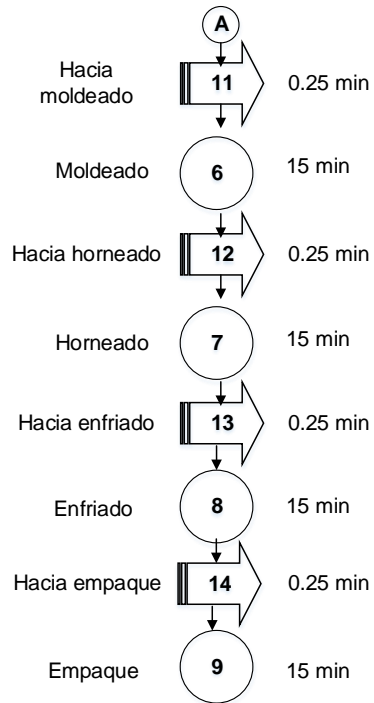 A
Hacia
moldeado
11
0.25 min
Moldeado
6
15 min
Hacia horneado
12
0.25 min
Horneado
7
15 min
Hacia enfriado
13
0.25 min
Enfriado
8
15 min
Hacia empaque
14
0.25 min
Empaque
9
15 min